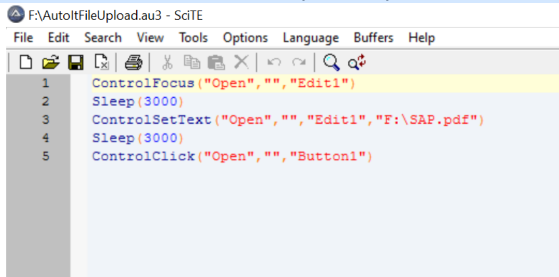 F:\AutoItFileUpload.au3 - SciTE
File Edit Search View Tools Options Language Buffers Help
1 ControlFocus("Open","","Edit1")
2 Sleep(3000)
3 ControlSetText("Open","","Edit1","F:\SAP.pdf")
4 Sleep(3000)
5 ControlClick("Open","","Button1")